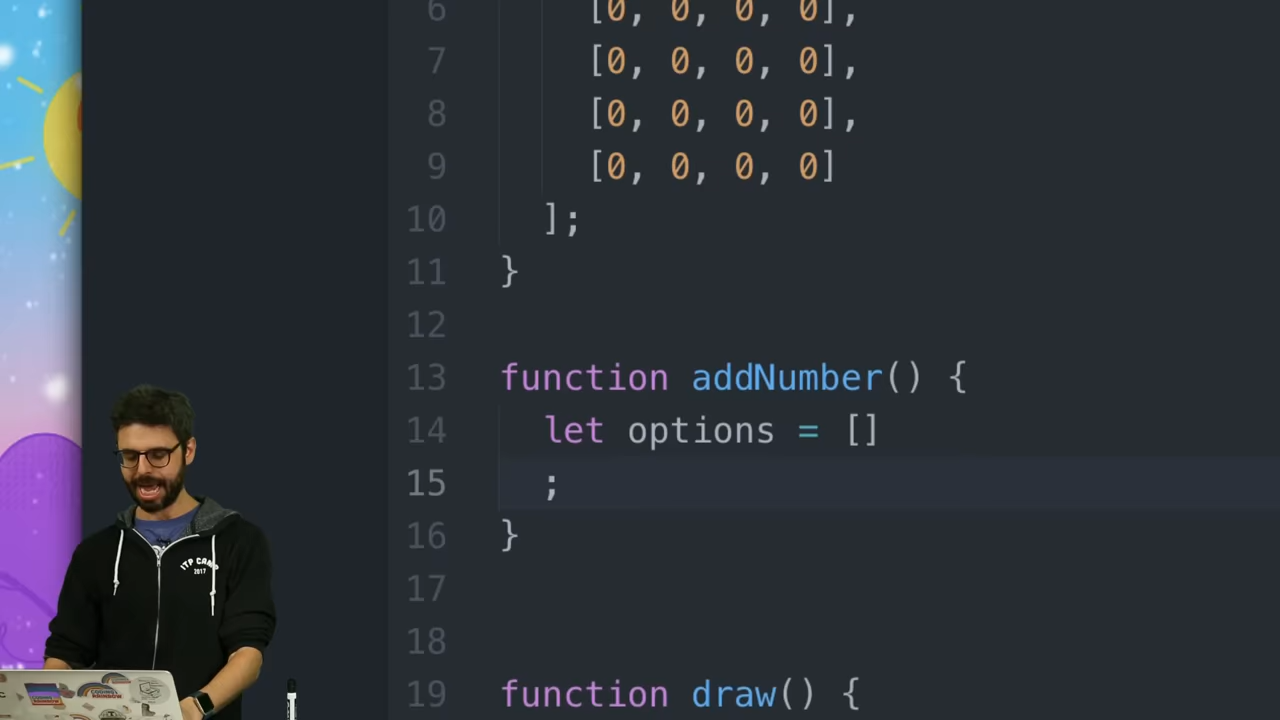 6 [0, 0, 0, 0],
7 [0, 0, 0, 0],
8 [0, 0, 0, 0],
9 [0, 0, 0, 0]
10 ];
11 }
12
13 function addNumber() {
14 let options = []
15 ;
16 }
17
18
19 function draw() {
ITP CAMP
2017